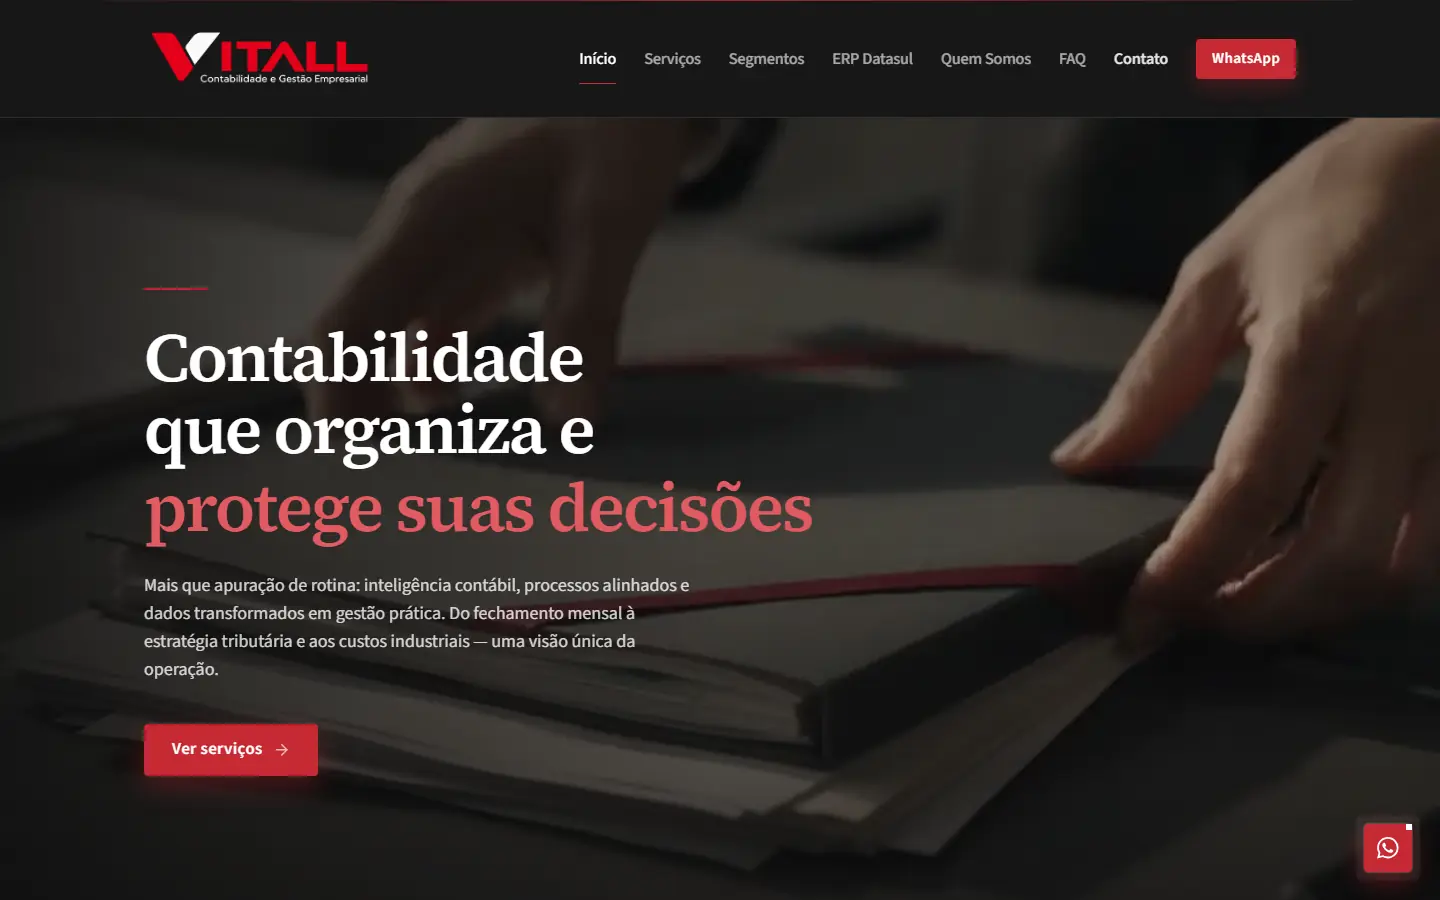 VITALL
Contabilidade e Gestão Empresarial
Início
Serviços
Segmentos
ERP Datasul
Quem Somos
FAQ
Contato
WhatsApp
Contabilidade
que organiza e
protege suas decisões
Mais que apuração de rotina: inteligência contábil, processos alinhados e
dados transformados em gestão prática. Do fechamento mensal à
estratégia tributária e aos custos industriais — uma visão única da
operação.
Ver serviços →